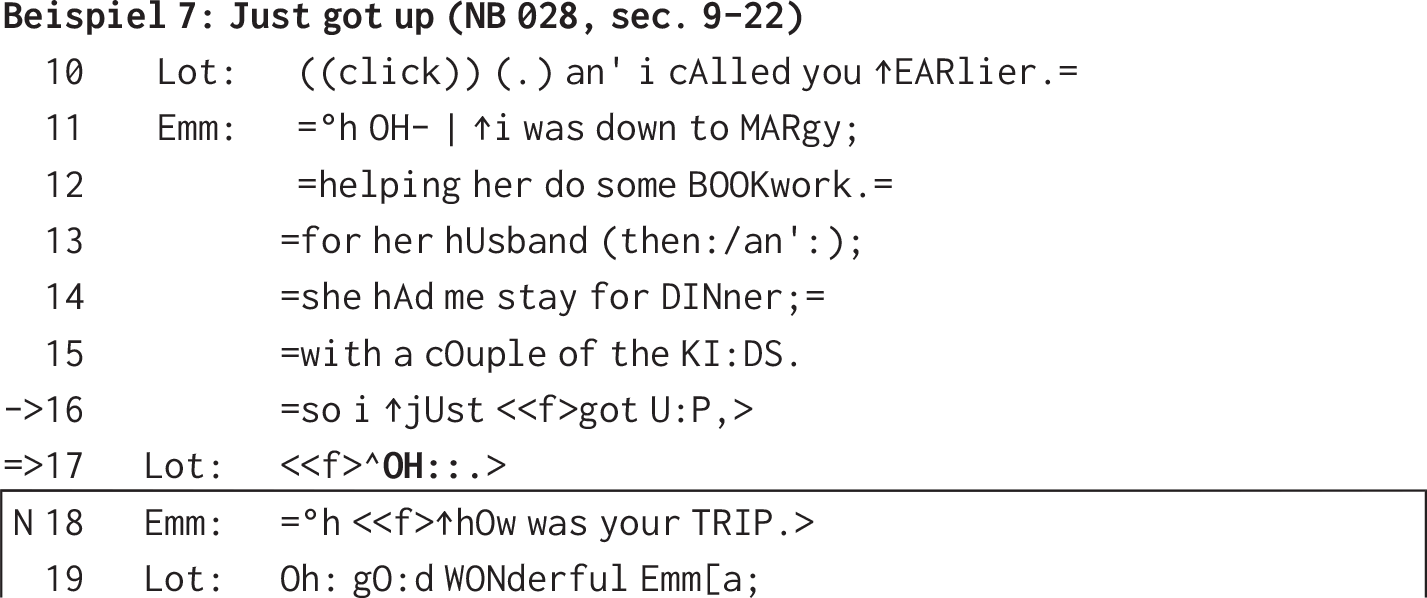 Beispiel 7: Just got up (NB 028, sec. 9–22)
10 Lot: ((click)) (.) an' i cAlled you ↑EARlier.=
11 Emm: =°h OH– | ↑i was down to MARgy;
12 =helping her do some BOOKwork.=
13 =for her hUsband (then:/an':);
14 =she hAd me stay for DINner;=
15 =with a cOuple of the KI:DS.
–>16 =so i ↑jUst <<f>got U:P,>
=>17 Lot: <<f>^OH::.>
N 18 Emm: =°h <<f>↑hOw was your TRIP.>
19 Lot: Oh: gO:d WONderful Emm[a;